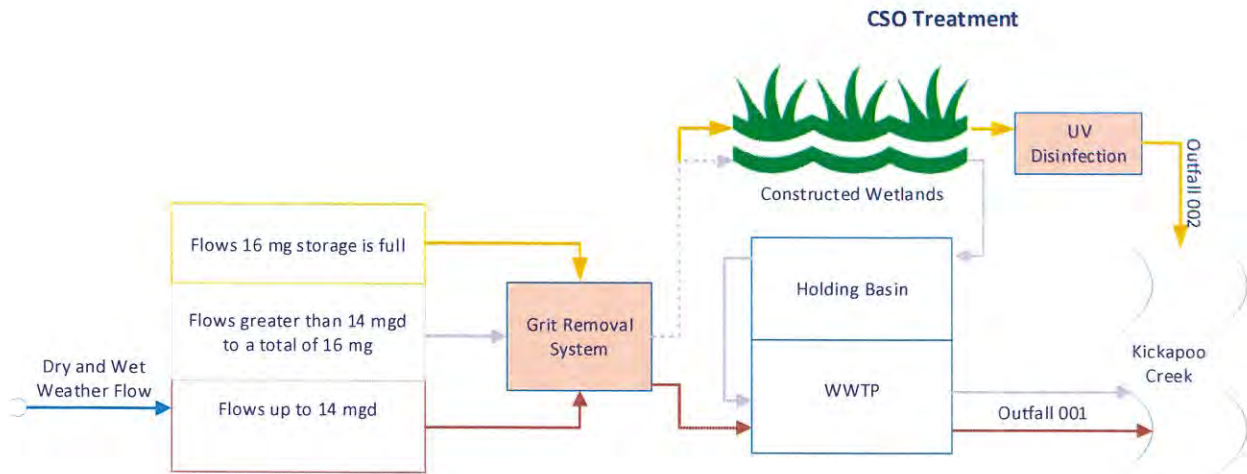 CSO Treatment
UV
Disinfection
Outfall 002
Constructed Wetlands
Flows 16 mg storage is full
Flows greater than 14 mgd
to a total of 16 mg
Flows up to 14 mgd
Dry and Wet
Weather Flow
Grit Removal
System
Holding Basin
WWTP
Outfall 001
Kickapoo
Creek